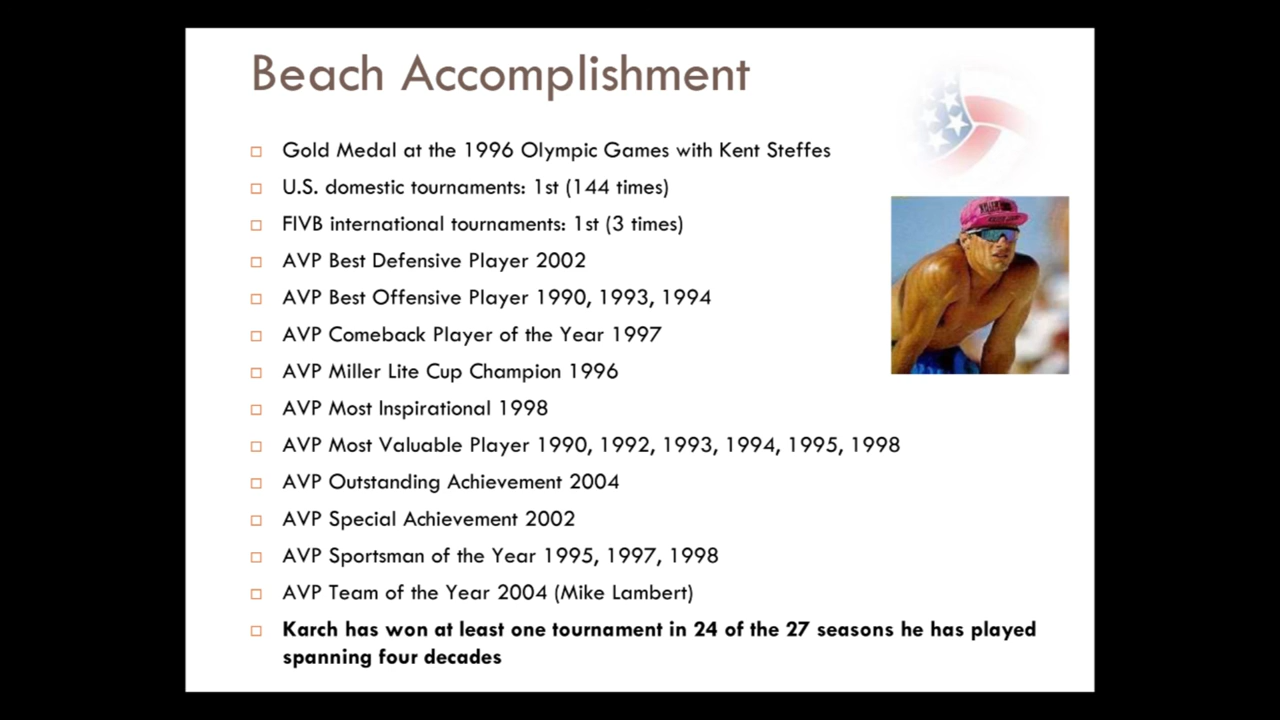 Beach Accomplishment
Gold Medal at the 1996 Olympic Games with Kent Steffes
U.S. domestic tournaments: 1st (144 times)
FIVB international tournaments: 1st (3 times)
AVP Best Defensive Player 2002
AVP Best Offensive Player 1990, 1993, 1994
AVP Comeback Player of the Year 1997
AVP Miller Lite Cup Champion 1996
AVP Most Inspirational 1998
AVP Most Valuable Player 1990, 1992, 1993, 1994, 1995, 1998
AVP Outstanding Achievement 2004
AVP Special Achievement 2002
AVP Sportsman of the Year 1995, 1997, 1998
AVP Team of the Year 2004 (Mike Lambert)
Karch has won at least one tournament in 24 of the 27 seasons he has played
spanning four decades